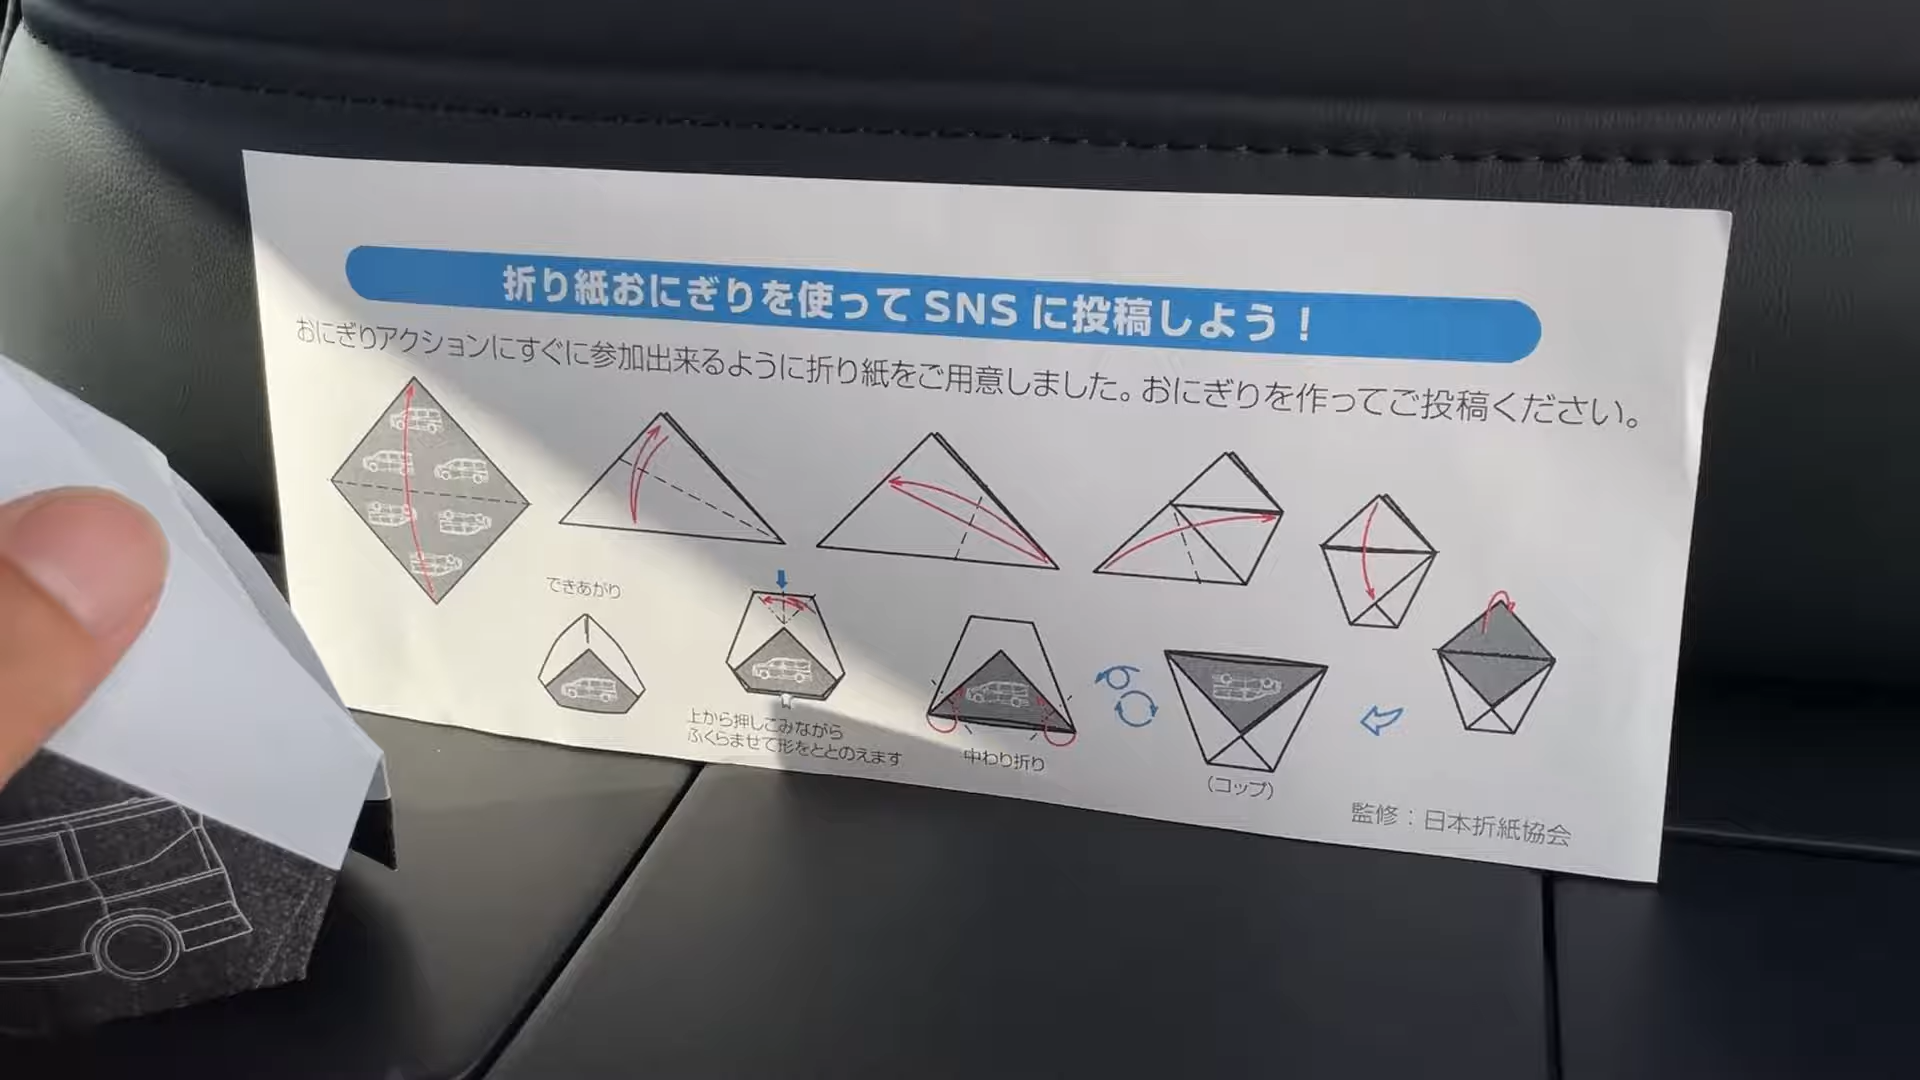 折り紙おにぎりを使って SNS に投稿しよう!
おにぎりアクションにすぐに参加出来るように折り紙をご用意しました。おにぎりを作ってご投稿ください。
できあがり
上から押しこみながら
ふくらませて形をととのえます
中わり折り
(コップ)
監修:日本折紙協会